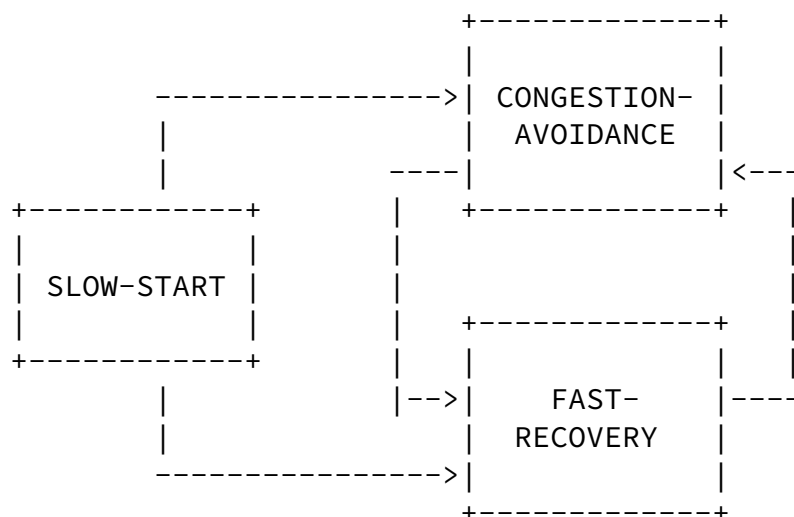 CONGESTION-
AVOIDANCE
SLOW-START
FAST-
RECOVERY